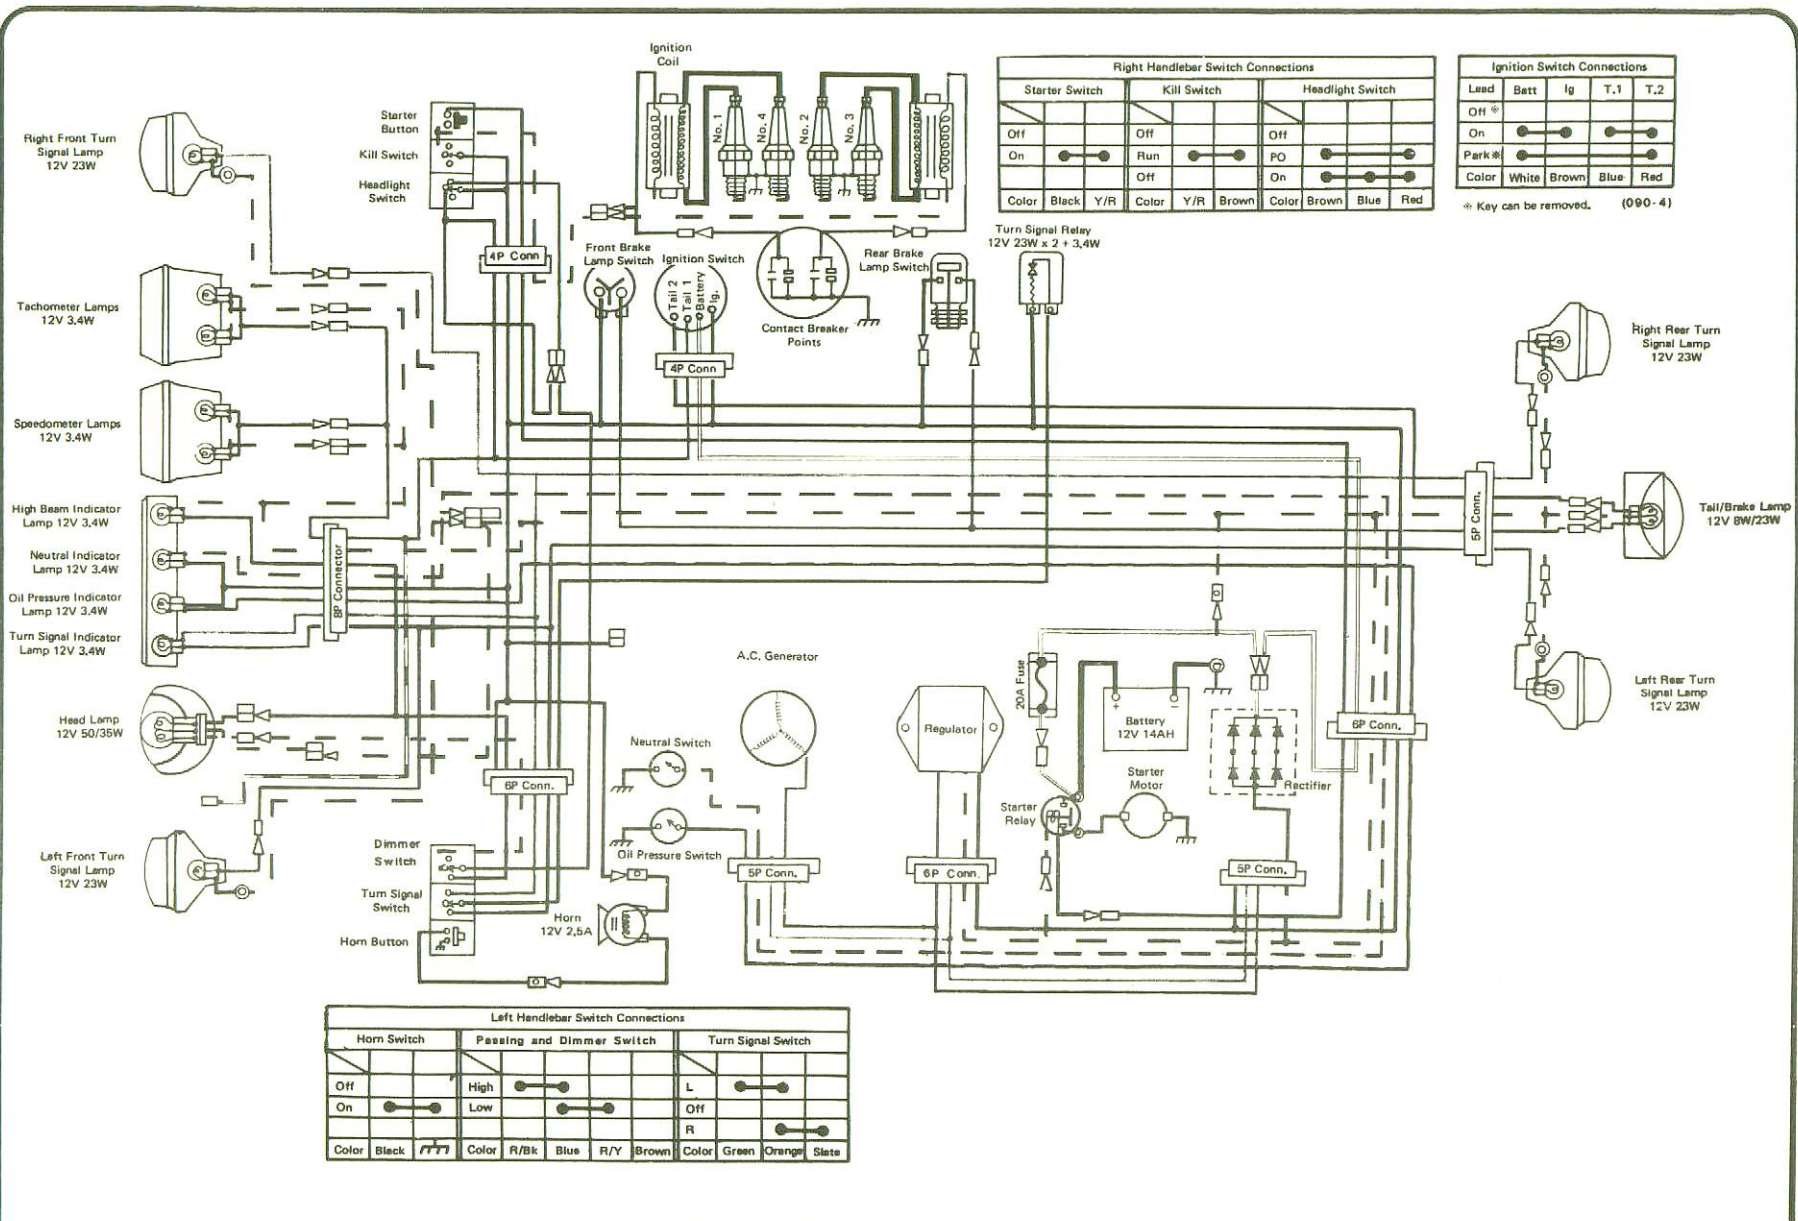 Ignition
Coil
Right Front Turn
Signal Lamp
12V 23W
Starter
Button
Kill Switch
Headlight
Switch
No. 1
No. 4
No. 2
No. 3
Right Handlebar Switch Connections
Starter Switch Kill Switch Headlight Switch
Off Off Off
On Run PO
Off On
Color Black Y/R Color Y/R Brown Color Brown Blue Red
Ignition Switch Connections
Lead Batt Ig T.1 T.2
Off ※
On
Park※
Color White Brown Blue Red
※ Key can be removed. (090-4)
4P Conn
Front Brake
Lamp Switch
Ignition Switch
Tail 2
Tail 1
Battery
Ig.
4P Conn
Contact Breaker
Points
Rear Brake
Lamp Switch
Turn Signal Relay
12V 23W x 2 + 3,4W
Tachometer Lamps
12V 3.4W
Right Rear Turn
Signal Lamp
12V 23W
Speedometer Lamps
12V 3.4W
High Beam Indicator
Lamp 12V 3,4W
Neutral Indicator
Lamp 12V 3.4W
Oil Pressure Indicator
Lamp 12V 3,4W
Turn Signal Indicator
Lamp 12V 3,4W
8P Connector
5P Conn.
Tail/Brake Lamp
12V 8W/23W
A.C. Generator
Left Rear Turn
Signal Lamp
12V 23W
Head Lamp
12V 50/35W
Neutral Switch
Regulator
20A Fuse
+
−
Battery
12V 14AH
6P Conn.
6P Conn.
Starter
Motor
Rectifier
Starter
Relay
Oil Pressure Switch
5P Conn.
6P Conn.
5P Conn.
Left Front Turn
Signal Lamp
12V 23W
Dimmer
Switch
Turn Signal
Switch
Horn Button
Horn
12V 2,5A
Left Handlebar Switch Connections
Horn Switch Passing and Dimmer Switch Turn Signal Switch
Off High L
On Low Off
R
Color Black Color R/Bk Blue R/Y Brown Color Green Orange Slate